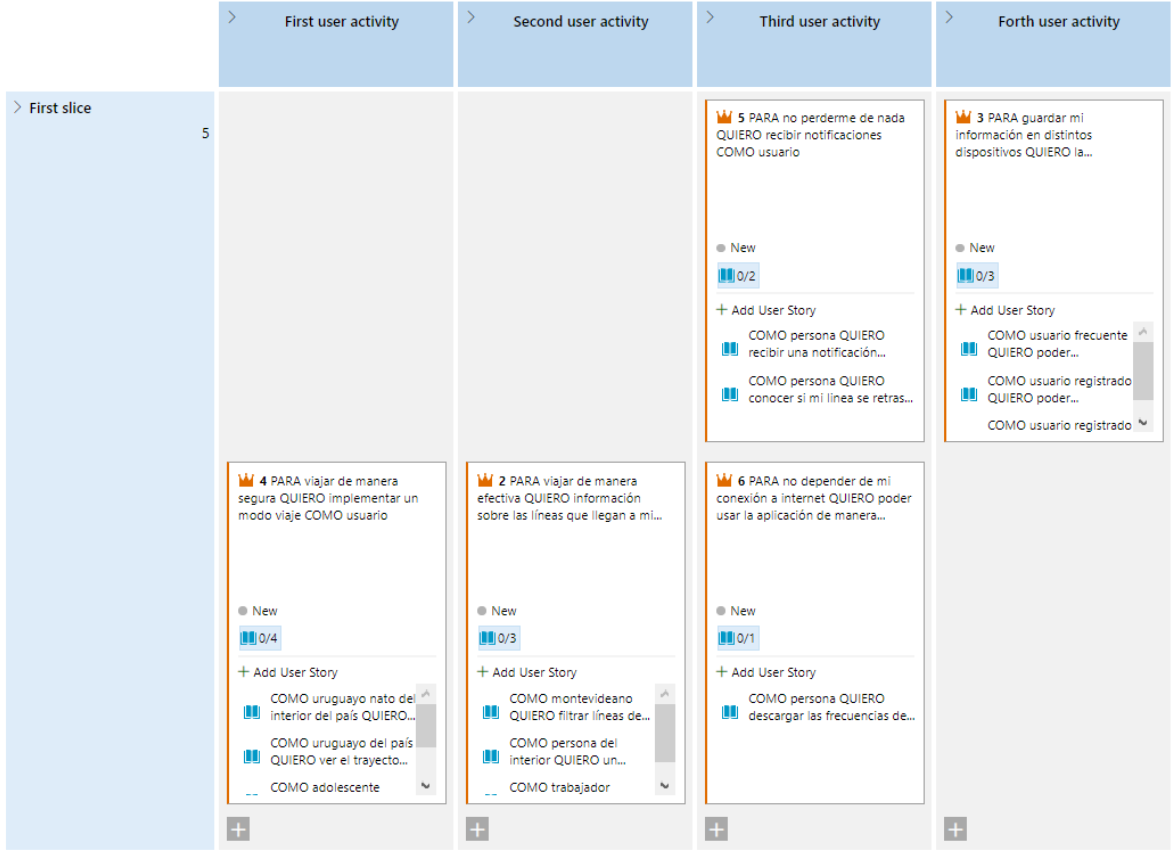 First user activity
Second user activity
Third user activity
Forth user activity
First slice
5
5 PARA no perderme de nada
QUIERO recibir notificaciones
COMO usuario
New
0/2
Add User Story
COMO persona QUIERO
recibir una notificación...
COMO persona QUIERO
conocer si mi linea se retras...
3 PARA guardar mi
información en distintos
dispositivos QUIERO la...
New
0/3
Add User Story
COMO usuario frecuente
QUIERO poder...
COMO usuario registrado
QUIERO poder...
COMO usuario registrado
4 PARA viajar de manera
segura QUIERO implementar un
modo viaje COMO usuario
New
0/4
Add User Story
COMO uruguayo nato del
interior del país QUIERO...
COMO uruguayo del país
QUIERO ver el trayecto...
COMO adolescente
2 PARA viajar de manera
efectiva QUIERO información
sobre las líneas que llegan a mi...
New
0/3
Add User Story
COMO montevideano
QUIERO filtrar líneas de...
COMO persona del
interior QUIERO un...
COMO trabajador
6 PARA no depender de mi
conexión a internet QUIERO poder
usar la aplicación de manera...
New
0/1
Add User Story
COMO persona QUIERO
descargar las frecuencias de...